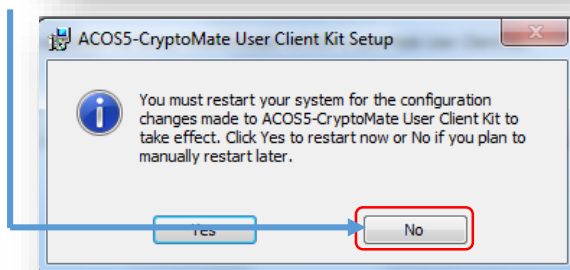 ACOS5-CryptoMate User Client Kit Setup
You must restart your system for the configuration
changes made to ACOS5-CryptoMate User Client Kit to
take effect. Click Yes to restart now or No if you plan to
manually restart later.
Yes
No